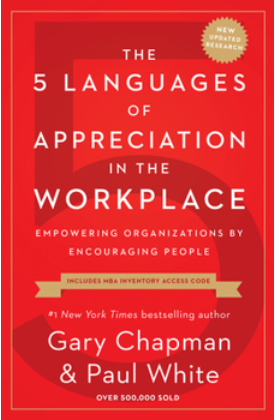 NEW
UPDATED
RESEARCH
THE
5 LANGUAGES
OF
APPRECIATION
IN THE
WORKPLACE
EMPOWERING ORGANIZATIONS BY
ENCOURAGING PEOPLE
INCLUDES MBA INVENTORY ACCESS CODE
#1 New York Times bestselling author
Gary Chapman
& Paul White
OVER 500,000 SOLD
5